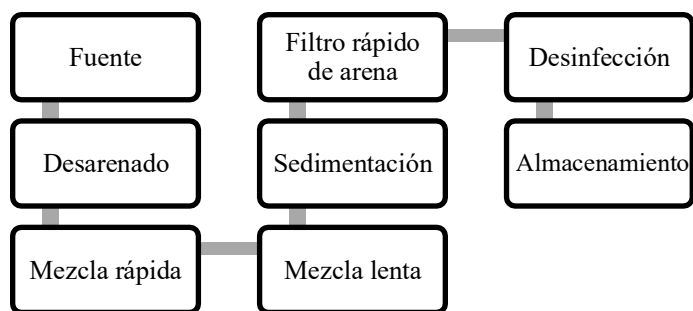 Fuente
Desarenado
Mezcla rápida
Mezcla lenta
Sedimentación
Filtro rápido
de arena
Desinfección
Almacenamiento